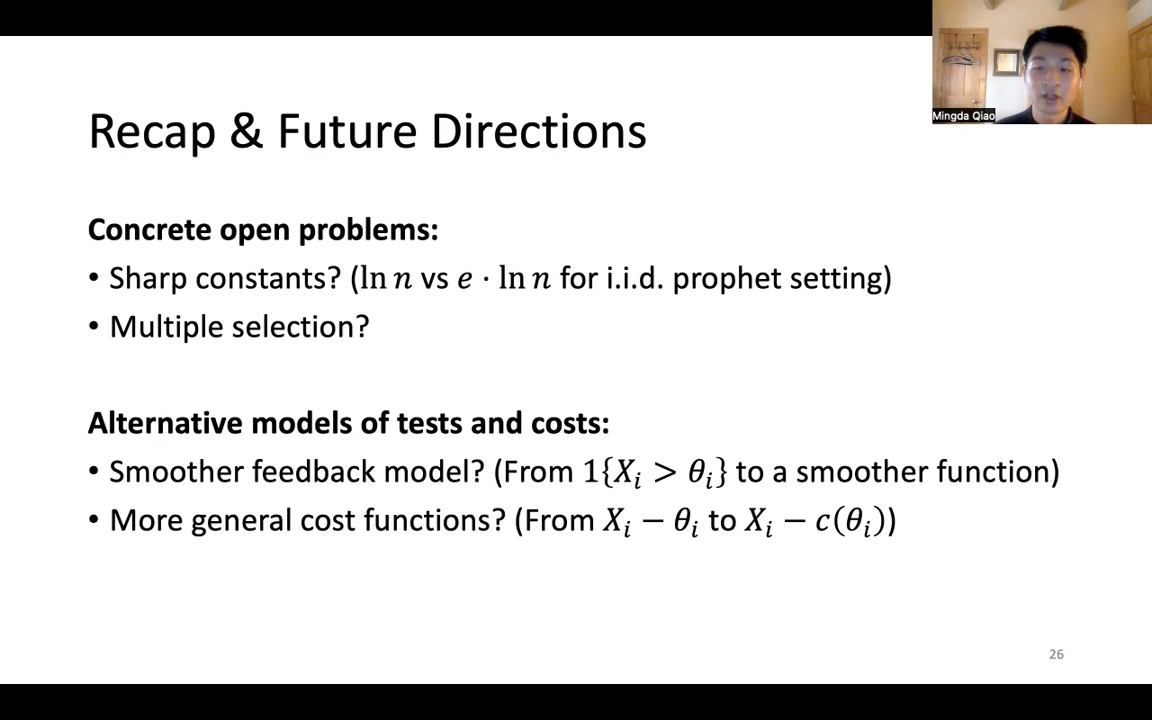 Mingda Qiao
Recap & Future Directions
Concrete open problems:
• Sharp constants? (ln n vs e · ln n for i.i.d. prophet setting)
• Multiple selection?
Alternative models of tests and costs:
• Smoother feedback model? (From 1{Xᵢ > θᵢ} to a smoother function)
• More general cost functions? (From Xᵢ − θᵢ to Xᵢ − c(θᵢ))
26